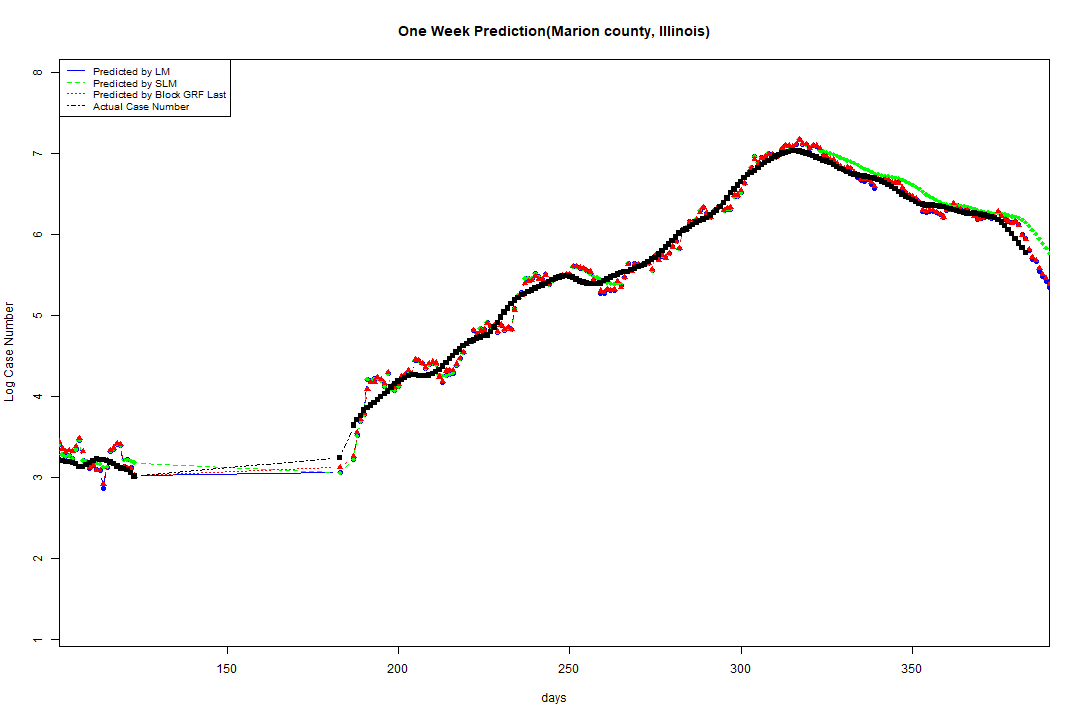 One Week Prediction(Marion county, Illinois)
Predicted by LM
Predicted by SLM
Predicted by Block GRF Last
Actual Case Number
8
7
6
5
4
3
2
1
Log Case Number
150 200 250 300 350
days